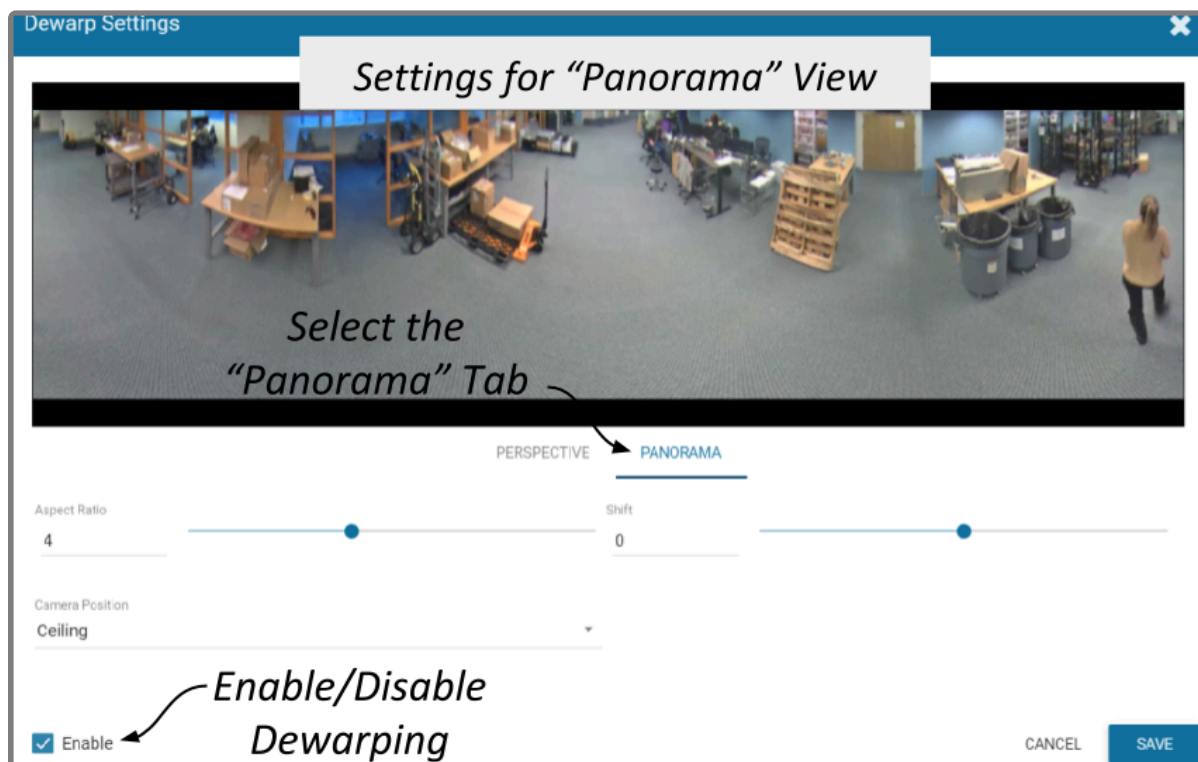 Dewarp Settings
Settings for “Panorama” View
Select the
“Panorama” Tab
PERSPECTIVE
PANORAMA
Aspect Ratio
4
Shift
0
Camera Position
Ceiling
Enable/Disable
Dewarping
Enable
CANCEL
SAVE